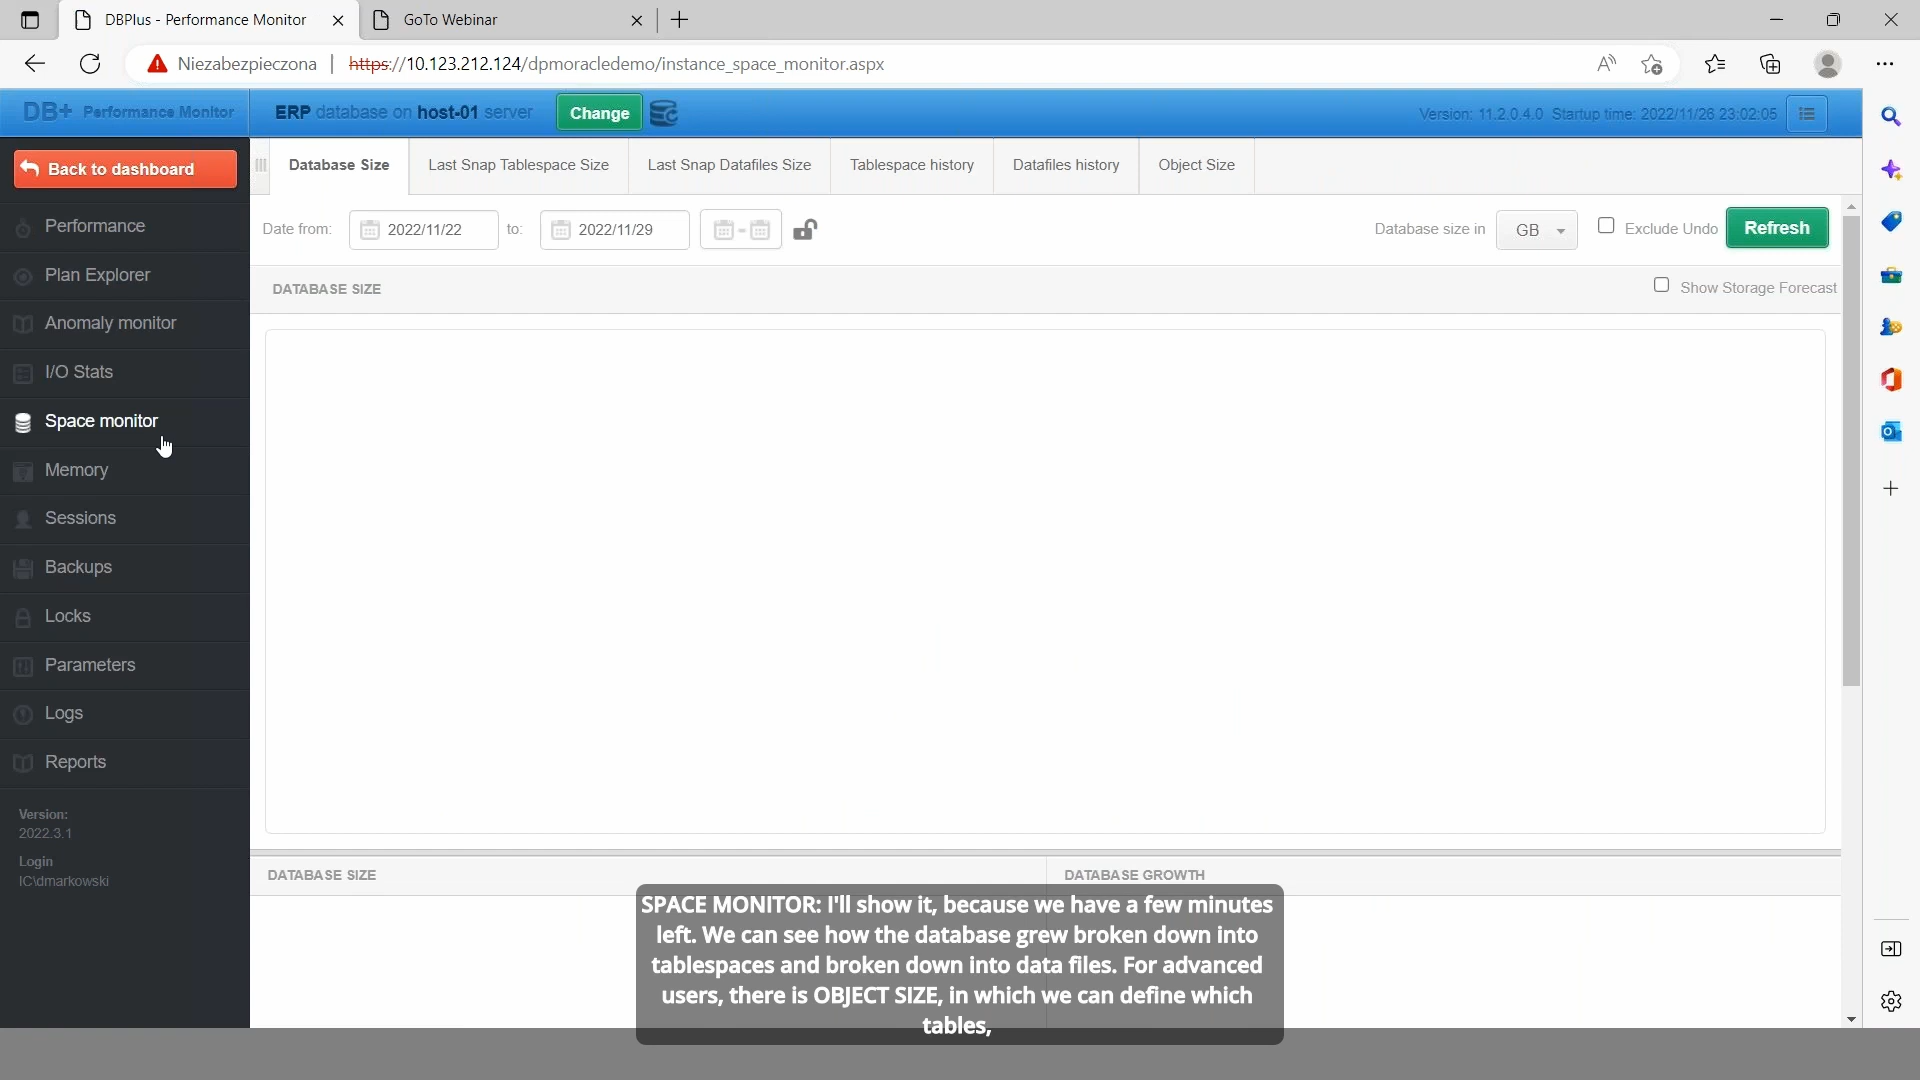 DBPlus - Performance Monitor
GoTo Webinar
Niezabezpieczona
https://10.123.212.124/dpmoracledemo/instance_space_monitor.aspx
DB+ Performance Monitor
ERP database on host-01 server
Change
Version: 11.2.0.4.0 Startup time: 2022/11/26 23:02:05
Back to dashboard
Database Size
Last Snap Tablespace Size
Last Snap Datafiles Size
Tablespace history
Datafiles history
Object Size
Performance
Plan Explorer
Anomaly monitor
I/O Stats
Space monitor
Memory
Sessions
Backups
Locks
Parameters
Logs
Reports
Version:
2022.3.1
Login
IC\dmarkowski
Date from: 2022/11/22 to: 2022/11/29
Database size in GB Exclude Undo Refresh
DATABASE SIZE
Show Storage Forecast
DATABASE SIZE
DATABASE GROWTH
SPACE MONITOR: I'll show it, because we have a few minutes
left. We can see how the database grew broken down into
tablespaces and broken down into data files. For advanced
users, there is OBJECT SIZE, in which we can define which
tables,